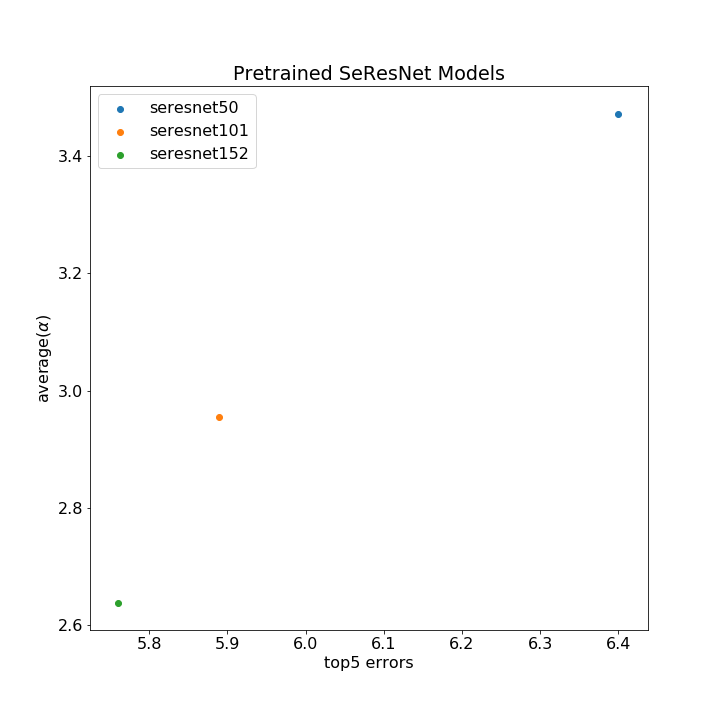 Pretrained SeResNet Models
seresnet50
seresnet101
seresnet152
average(α)
3.4
3.2
3.0
2.8
2.6
5.8 5.9 6.0 6.1 6.2 6.3 6.4
top5 errors